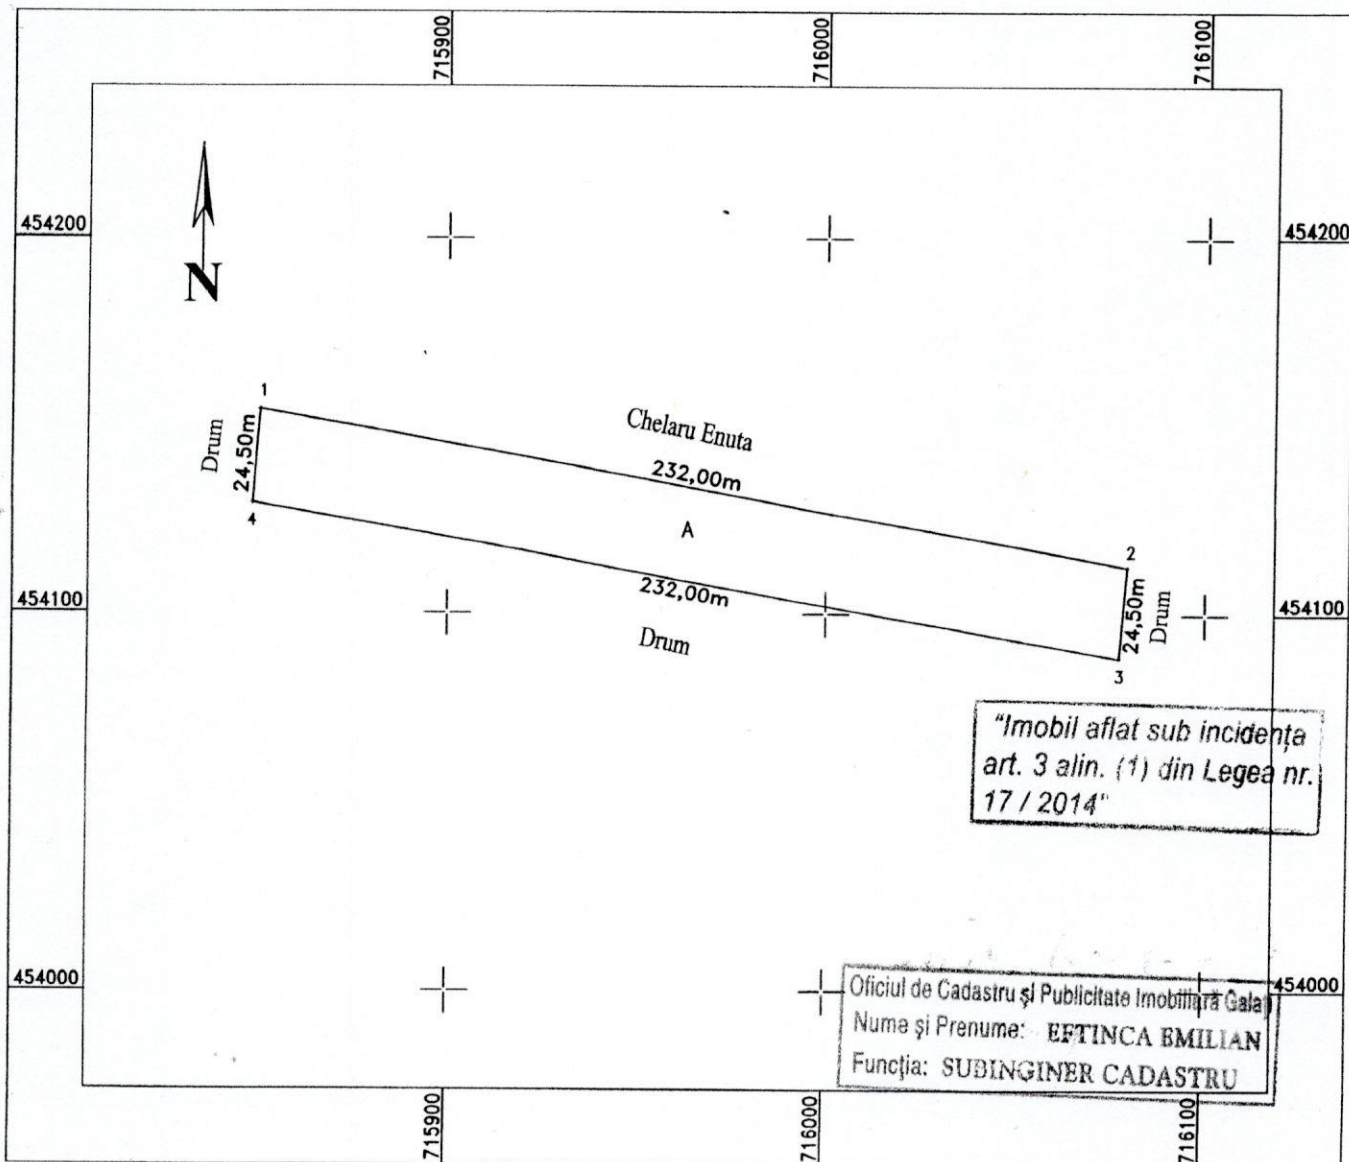 715900
716000
716100
454200
454200
N
1
Drum
24,50m
4
Chelaru Enuta
232,00m
A
232,00m
Drum
2
24,50m
Drum
3
454100
454100
"Imobil aflat sub incidența
art. 3 alin. (1) din Legea nr.
17 / 2014"
454000
454000
Oficiul de Cadastru și Publicitate Imobiliară Galați
Nume și Prenume: EFTINCA EMILIAN
Funcția: SUBINGINER CADASTRU
715900
716000
716100